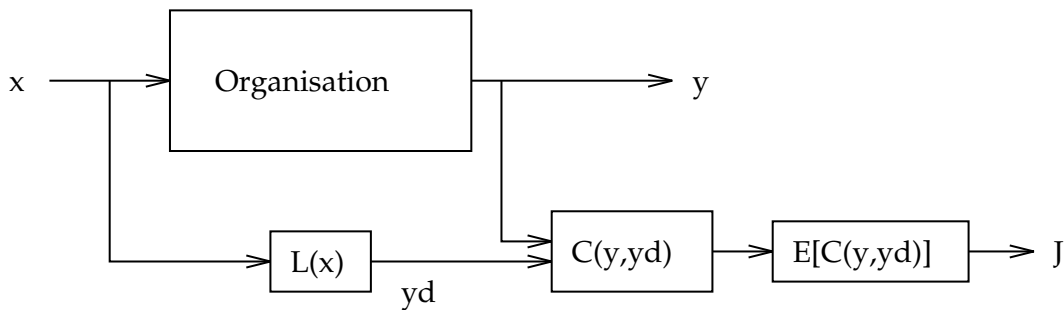 x
Organisation
y
L(x)
yd
C(y,yd)
E[C(y,yd)]
J